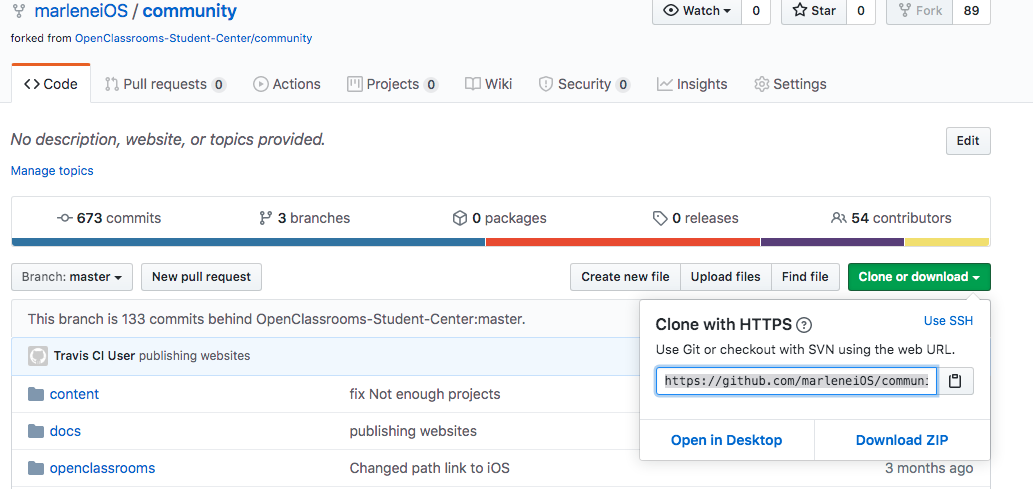 marleneiOS / community
Watch 0 Star 0 Fork 89
forked from OpenClassrooms-Student-Center/community
Code Pull requests 0 Actions Projects 0 Wiki Security 0 Insights Settings
No description, website, or topics provided.
Edit
Manage topics
673 commits 3 branches 0 packages 0 releases 54 contributors
Branch: master New pull request Create new file Upload files Find file Clone or download
This branch is 133 commits behind OpenClassrooms-Student-Center:master.
Travis CI User publishing websites
content fix Not enough projects
docs publishing websites
openclassrooms Changed path link to iOS 3 months ago
Clone with HTTPS ? Use SSH
Use Git or checkout with SVN using the web URL.
https://github.com/marleneiOS/communi
Open in Desktop Download ZIP